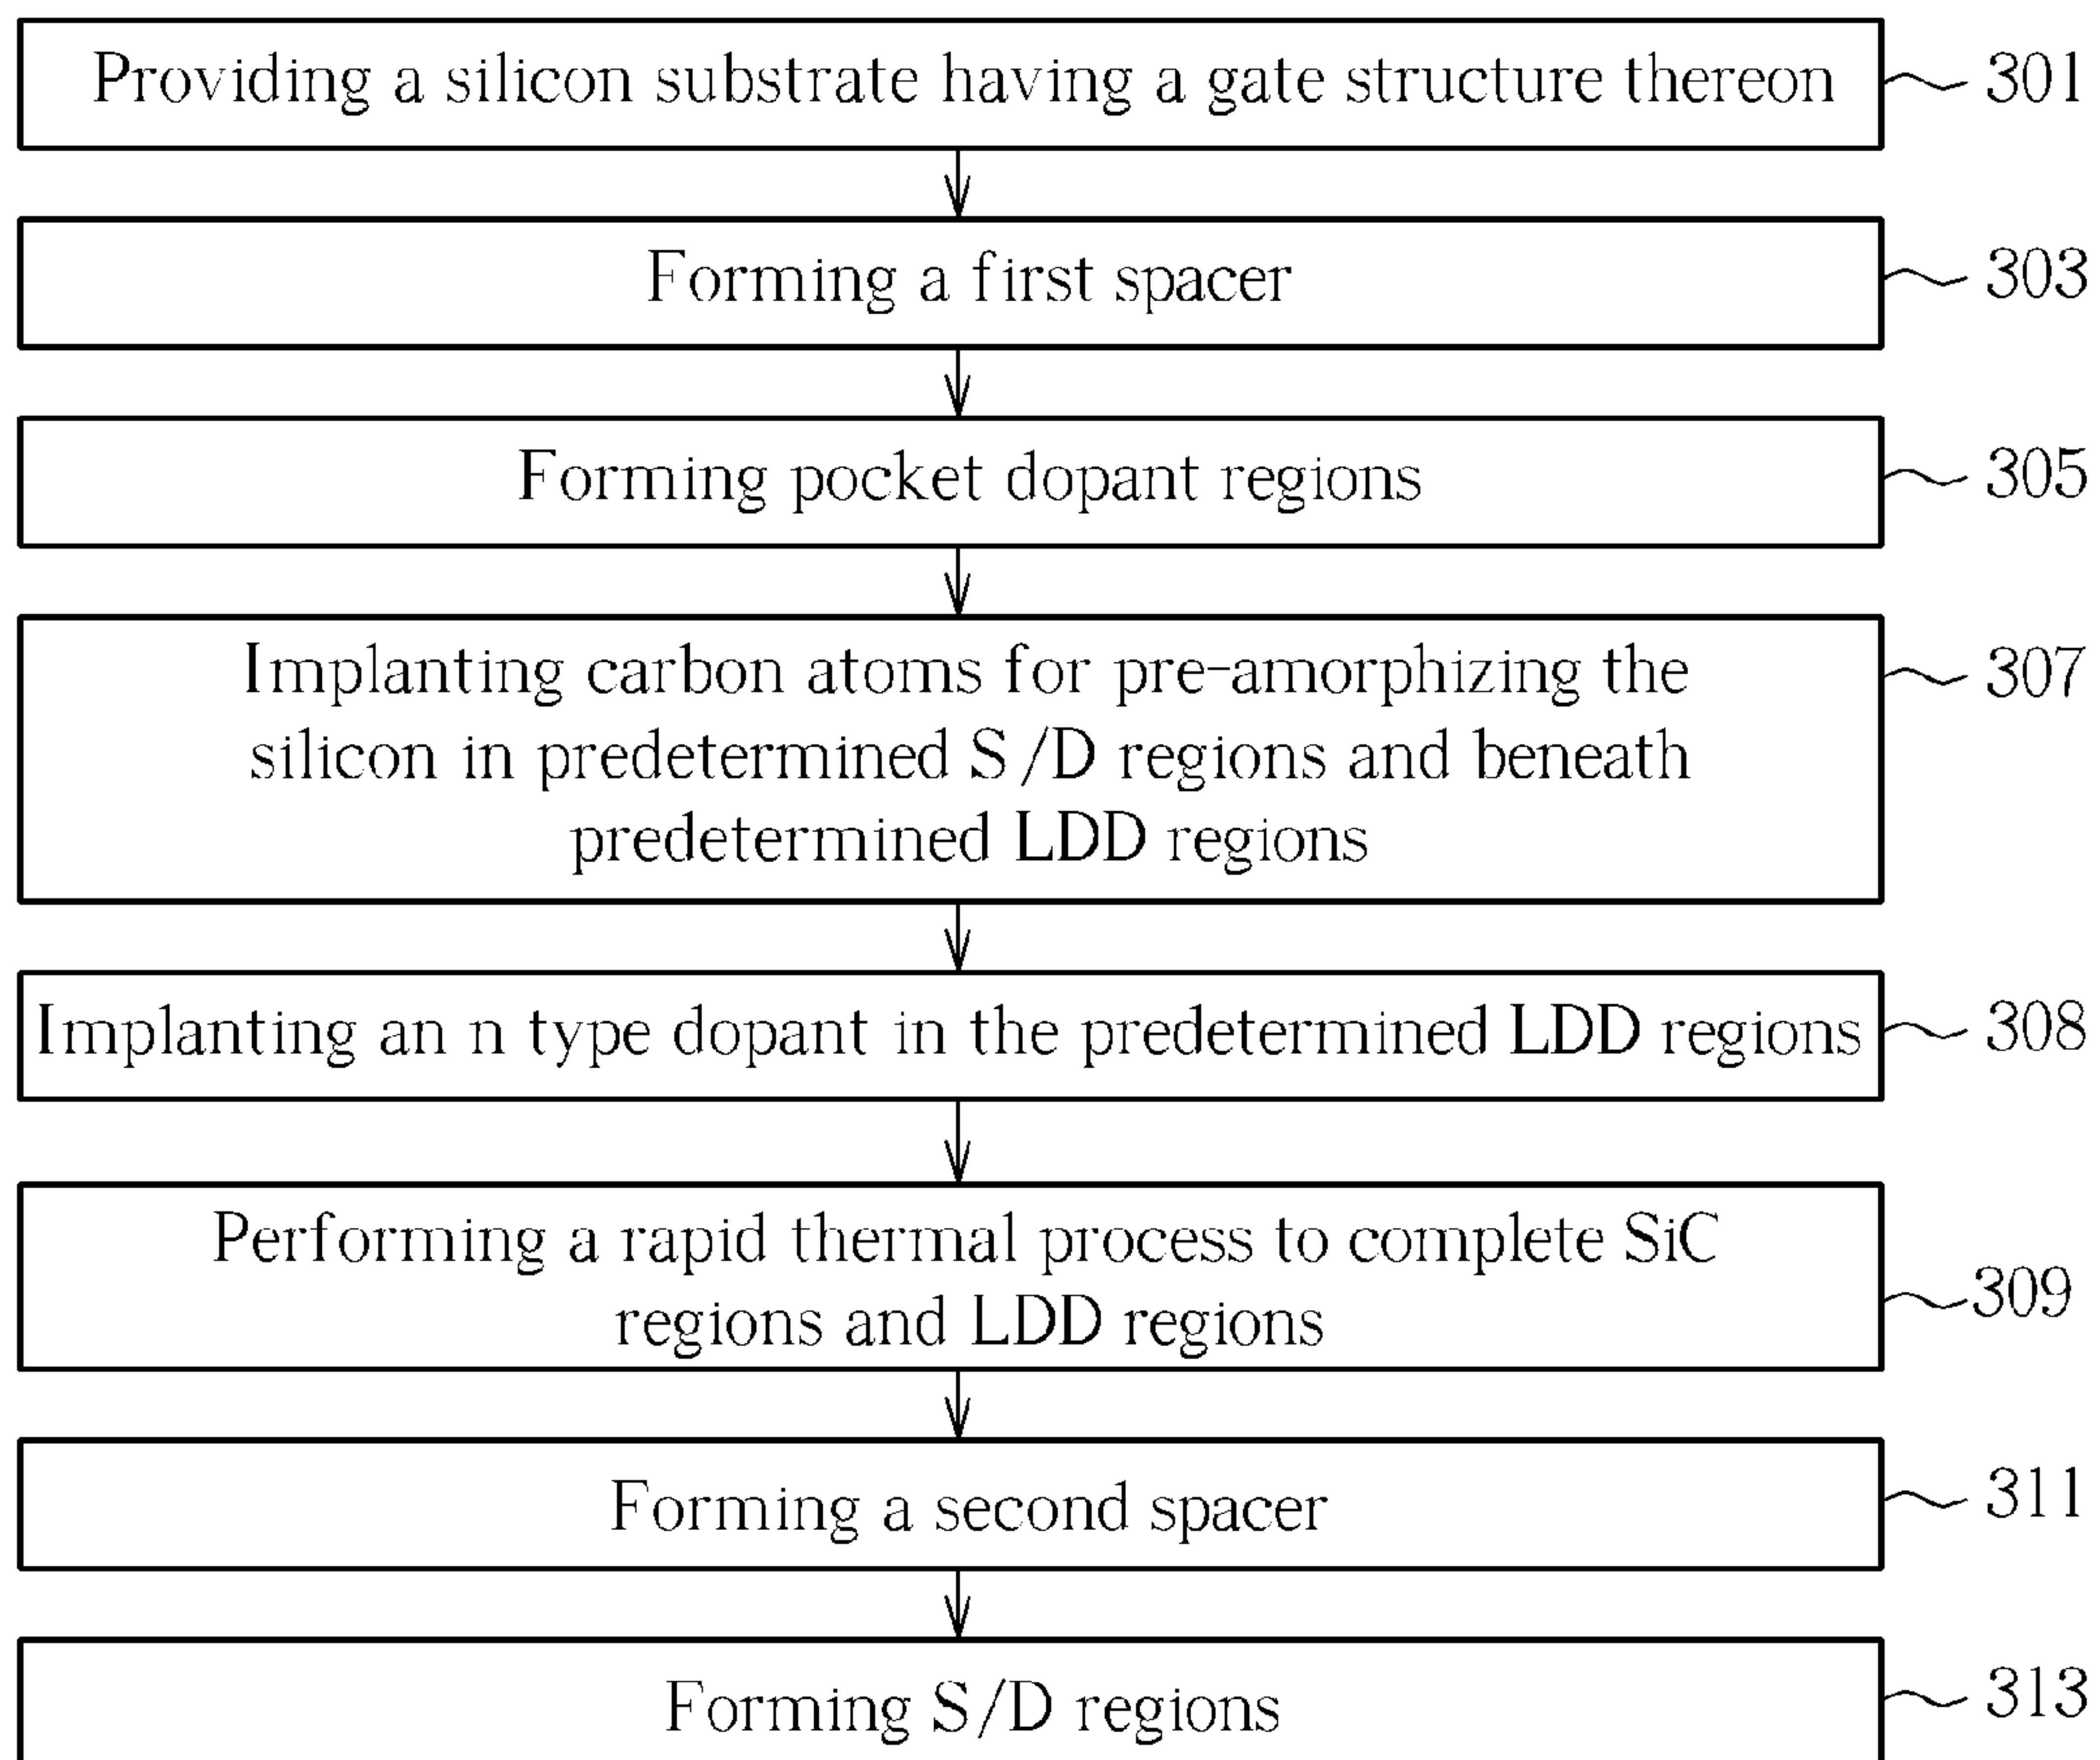 Providing a silicon substrate having a gate structure thereon 301
Forming a first spacer 303
Forming pocket dopant regions 305
Implanting carbon atoms for pre-amorphizing the 307
silicon in predetermined S/D regions and beneath
predetermined LDD regions
Implanting an n type dopant in the predetermined LDD regions 308
Performing a rapid thermal process to complete SiC
regions and LDD regions 309
Forming a second spacer 311
Forming S/D regions 313